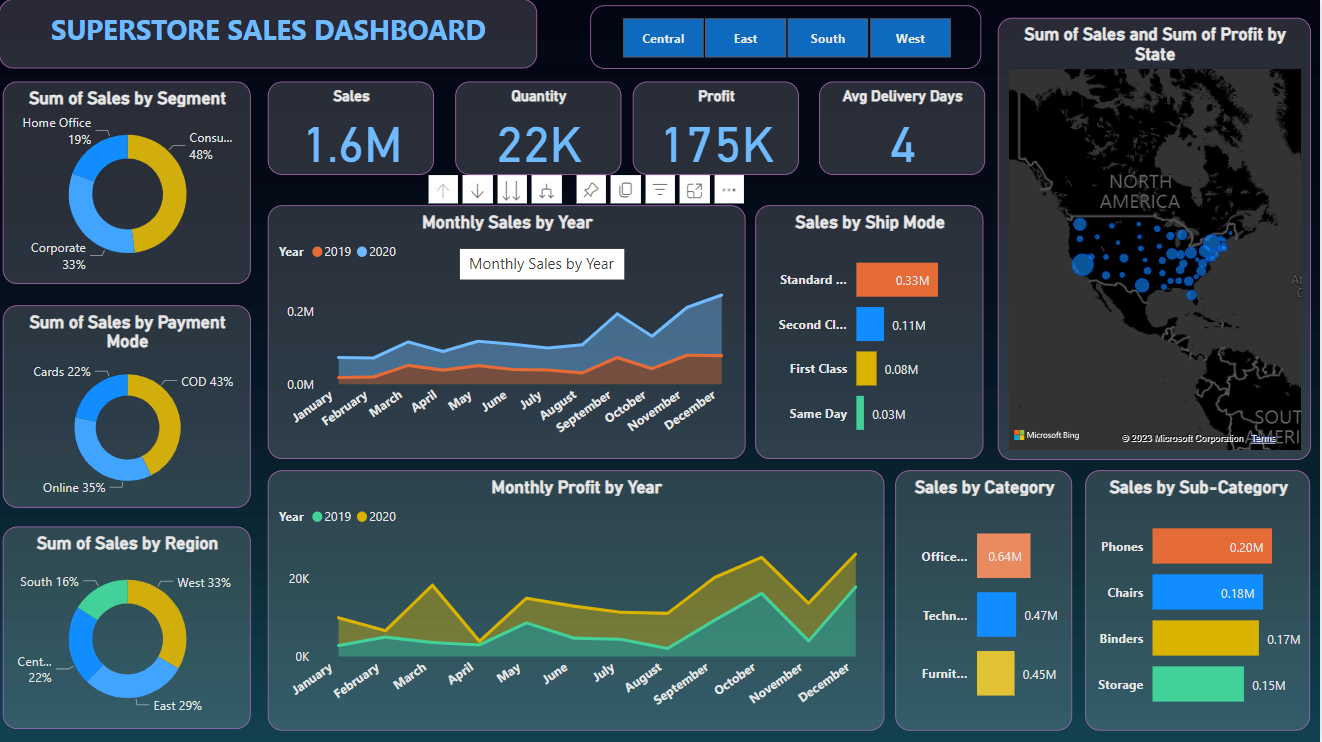 SUPERSTORE SALES DASHBOARD
Central
East
South
West
Sum of Sales and Sum of Profit by
State
Sum of Sales by Segment
Home Office
19%
Consu...
48%
Corporate
33%
Sales
1.6M
Quantity
22K
Profit
175K
Avg Delivery Days
4
Monthly Sales by Year
Year 2019 2020
Monthly Sales by Year
0.2M
0.0M
January
February
March
April
May
June
July
August
September
October
November
December
Sales by Ship Mode
Standard ...
0.33M
Second Cl...
0.11M
First Class
0.08M
Same Day
0.03M
NORTH
AMERICA
At
C
SOUT
AMERI
Microsoft Bing
© 2023 Microsoft Corporation Terms
Sum of Sales by Payment
Mode
Cards 22%
COD 43%
Online 35%
Sum of Sales by Region
South 16%
West 33%
Cent...
22%
East 29%
Monthly Profit by Year
Year 2019 2020
20K
0K
January
February
March
April
May
June
July
August
September
October
November
December
Sales by Category
Office...
0.64M
Techn...
0.47M
Furnit...
0.45M
Sales by Sub-Category
Phones
0.20M
Chairs
0.18M
Binders
0.17M
Storage
0.15M